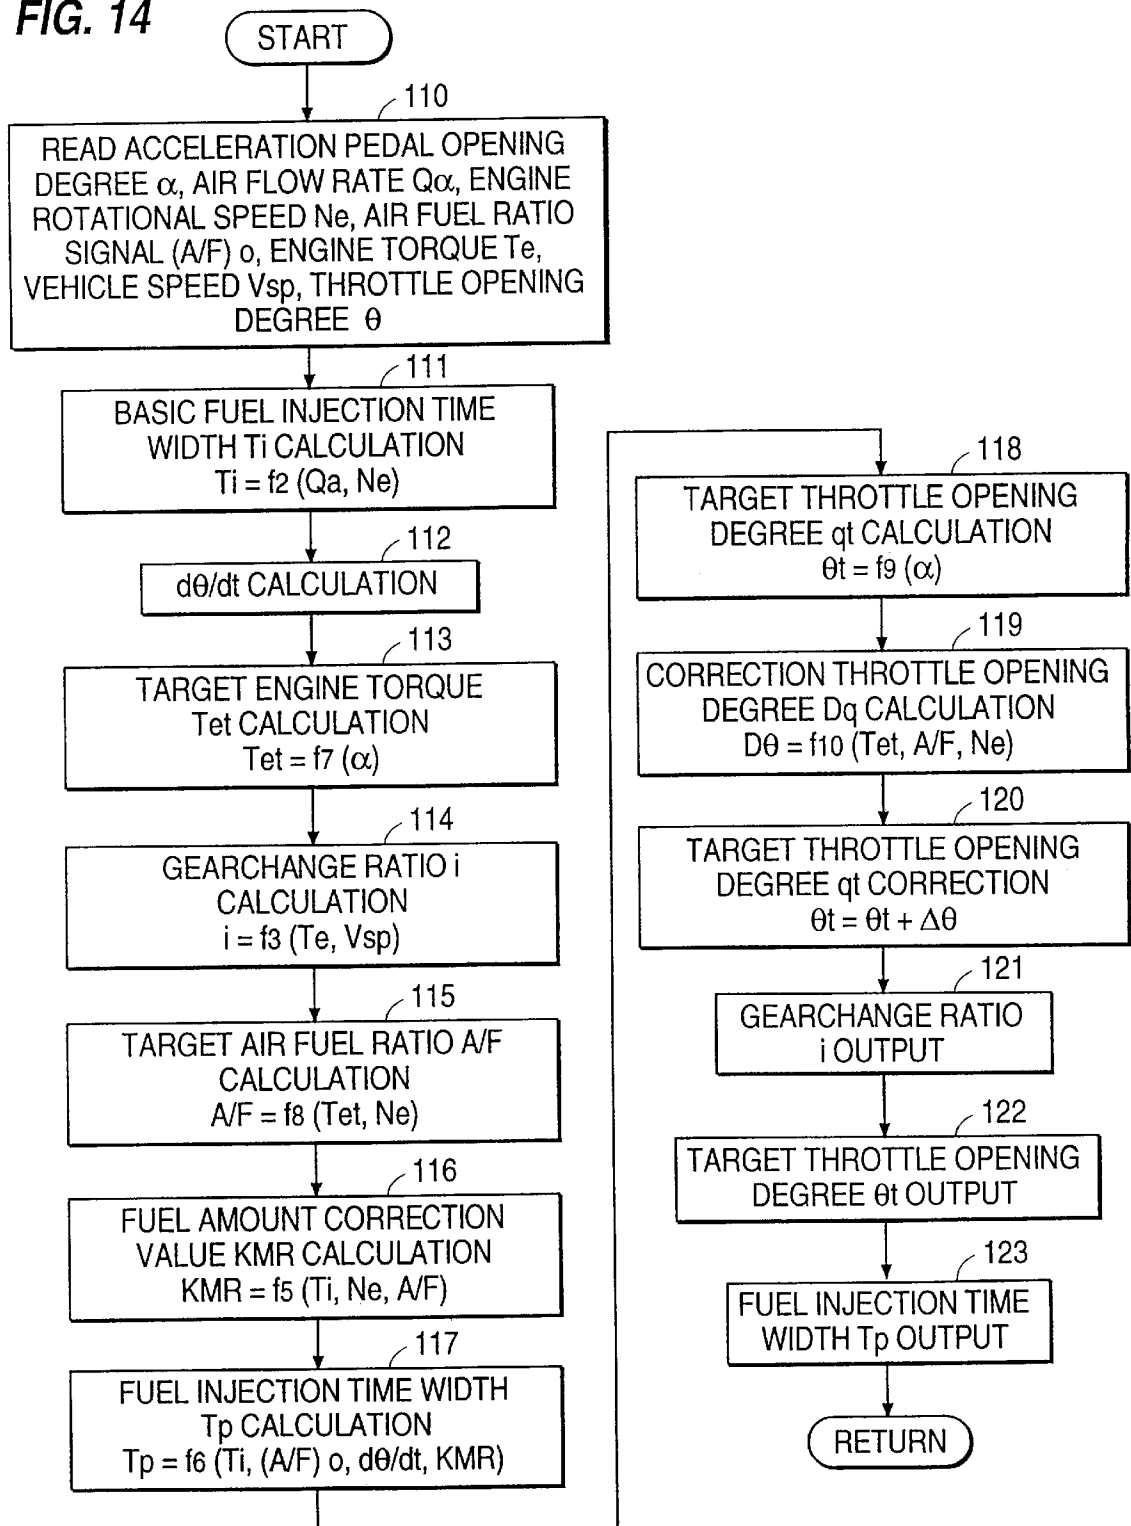 FIG. 14
START
110
READ ACCELERATION PEDAL OPENING
DEGREE α, AIR FLOW RATE Qα, ENGINE
ROTATIONAL SPEED Ne, AIR FUEL RATIO
SIGNAL (A/F) o, ENGINE TORQUE Te,
VEHICLE SPEED Vsp, THROTTLE OPENING
DEGREE θ
111
BASIC FUEL INJECTION TIME
WIDTH Ti CALCULATION
Ti = f2 (Qa, Ne)
112
dθ/dt CALCULATION
113
TARGET ENGINE TORQUE
Tet CALCULATION
Tet = f7 (α)
114
GEARCHANGE RATIO i
CALCULATION
i = f3 (Te, Vsp)
115
TARGET AIR FUEL RATIO A/F
CALCULATION
A/F = f8 (Tet, Ne)
116
FUEL AMOUNT CORRECTION
VALUE KMR CALCULATION
KMR = f5 (Ti, Ne, A/F)
117
FUEL INJECTION TIME WIDTH
Tp CALCULATION
Tp = f6 (Ti, (A/F) o, dθ/dt, KMR)
118
TARGET THROTTLE OPENING
DEGREE qt CALCULATION
θt = f9 (α)
119
CORRECTION THROTTLE OPENING
DEGREE Dq CALCULATION
Dθ = f10 (Tet, A/F, Ne)
120
TARGET THROTTLE OPENING
DEGREE qt CORRECTION
θt = θt + Δθ
121
GEARCHANGE RATIO
i OUTPUT
122
TARGET THROTTLE OPENING
DEGREE θt OUTPUT
123
FUEL INJECTION TIME
WIDTH Tp OUTPUT
RETURN